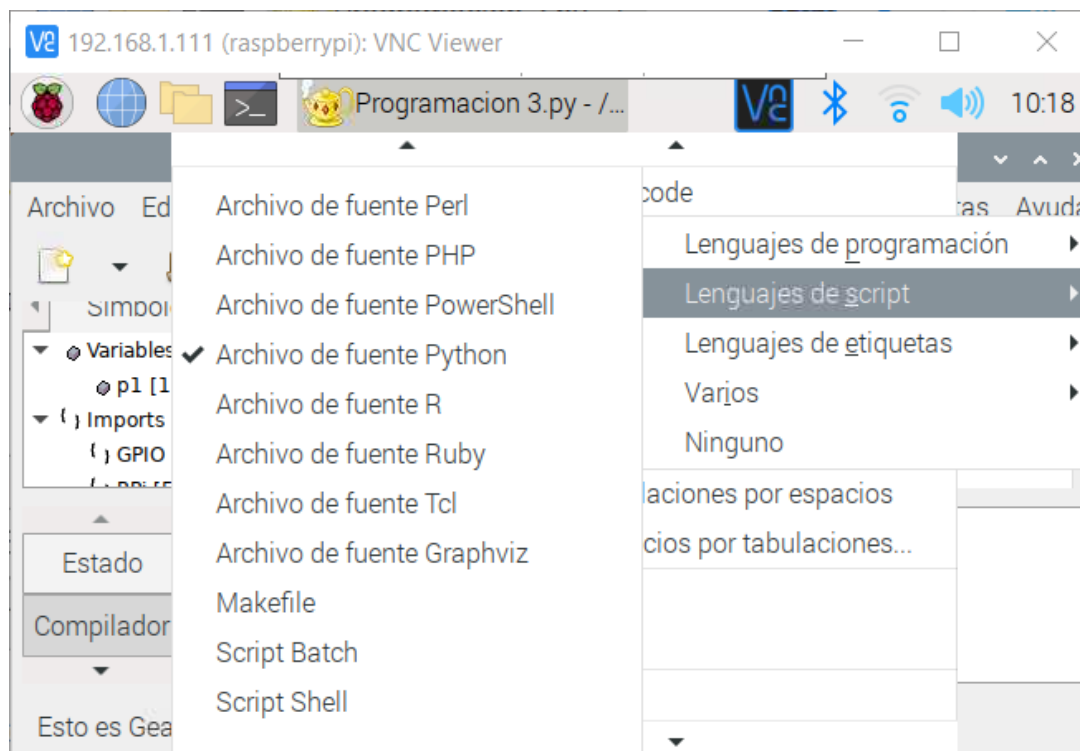 192.168.1.111 (raspberrypi): VNC Viewer
Programacion 3.py - /...
10:18
Archivo
Ayuda
Variables
p1 [1
Imports
GPIO
Estado
Compilador
Esto es Gea
Archivo de fuente Perl
Archivo de fuente PHP
Archivo de fuente PowerShell
Archivo de fuente Python
Archivo de fuente R
Archivo de fuente Ruby
Archivo de fuente Tcl
Archivo de fuente Graphviz
Makefile
Script Batch
Script Shell
code
Lenguajes de programación
Lenguajes de script
Lenguajes de etiquetas
Varios
Ninguno
laciones por espacios
cios por tabulaciones...